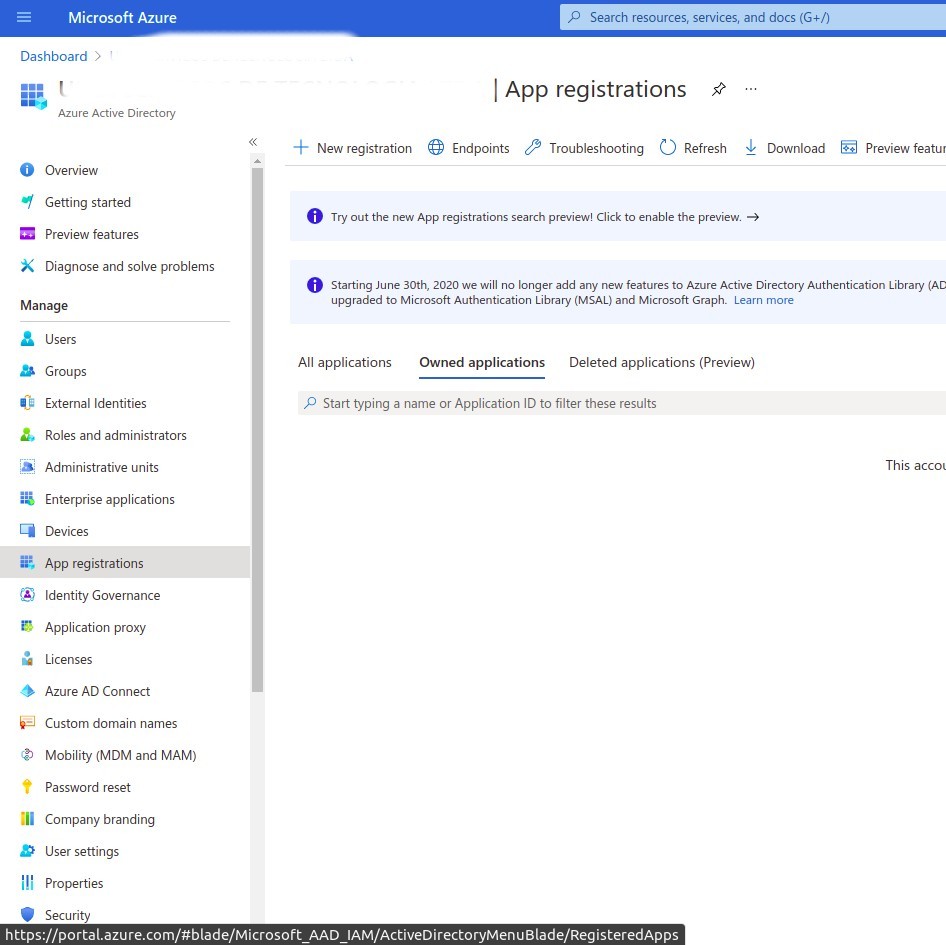 Microsoft Azure
Search resources, services, and docs (G+/)
Dashboard >
| App registrations
Azure Active Directory
New registration
Endpoints
Troubleshooting
Refresh
Download
Preview
Overview
Getting started
Preview features
Diagnose and solve problems
Manage
Users
Groups
External Identities
Roles and administrators
Administrative units
Enterprise applications
Devices
App registrations
Identity Governance
Application proxy
Licenses
Azure AD Connect
Custom domain names
Mobility (MDM and MAM)
Password reset
Company branding
User settings
Properties
Security
Try out the new App registrations search preview! Click to enable the preview. →
Starting June 30th, 2020 we will no longer add any new features to Azure Active Directory Authentication Library (AD
upgraded to Microsoft Authentication Library (MSAL) and Microsoft Graph. Learn more
All applications
Owned applications
Deleted applications (Preview)
Start typing a name or Application ID to filter these results
This
https://portal.azure.com/#blade/Microsoft_AAD_IAM/ActiveDirectoryMenuBlade/RegisteredApps